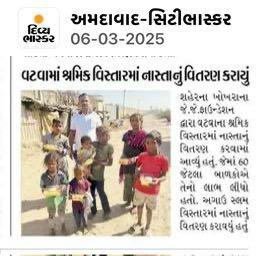 દિવ્ય
ભાસ્કર
અમદાવાદ-સિટીભાસ્કર
06-03-2025
વટવામાં શ્રમિક વિસ્તારમાં નાસ્તાનું વિતરણ કરાયું
શહેરના ખોખરાના
જે.જે.ફાઉન્ડેશન
દ્વારા વટવાના શ્રમિક
વિસ્તારમાં નાસ્તાનું
વિતરણ કરવામાં
આવ્યું હતું. જેમાં 60
જેટલા બાળકોએ
તેનો લાભ લીધો
હતો. અગાઉ સ્લમ
વિસ્તારમાં નાસ્તાનું
વિતરણ કરાવ્યું હતું